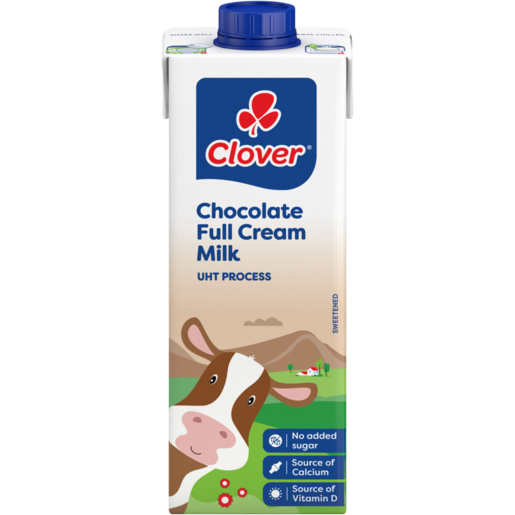 Clover®
Chocolate
Full Cream
Milk
UHT PROCESS
SWEETENED
No added
sugar
Source of
Calcium
Source of
Vitamin D